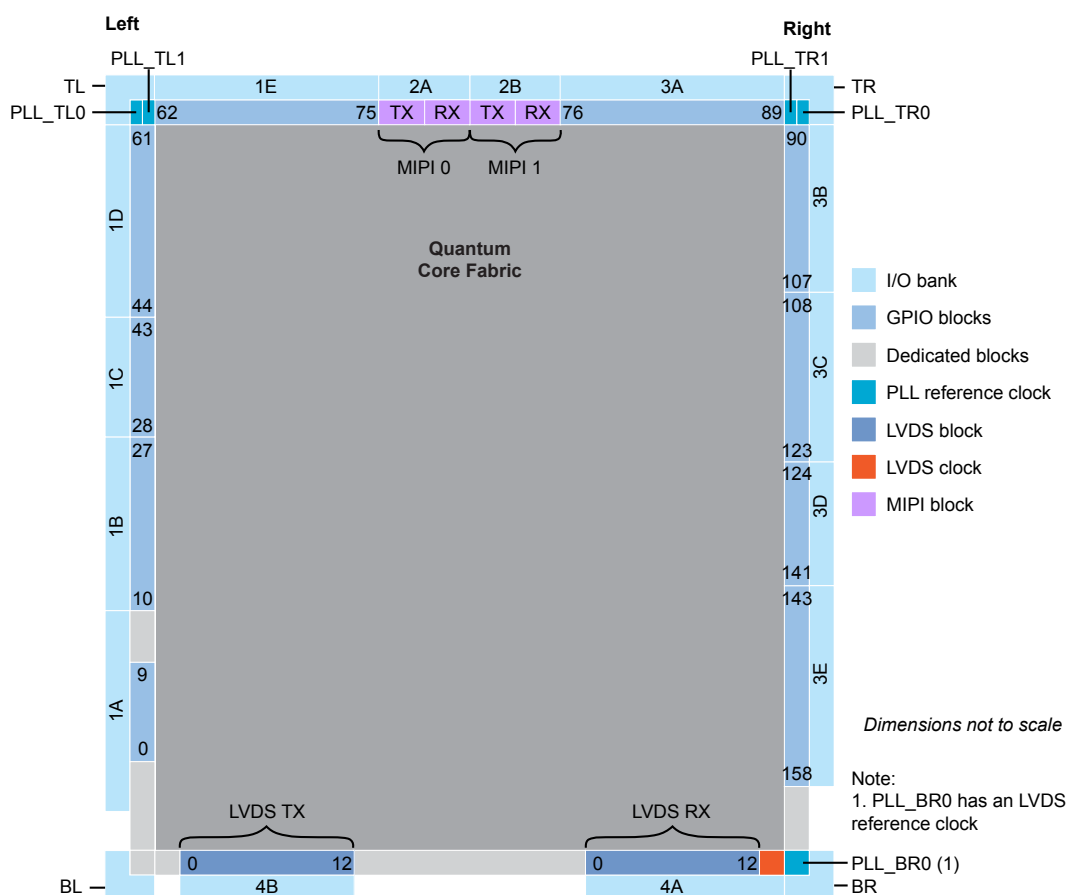 Left
Right
PLL_TL1
PLL_TR1
TL
1E
2A
2B
3A
TR
PLL_TL0
62
75
TX
RX
TX
RX
76
89
PLL_TR0
61
90
MIPI 0
MIPI 1
1D
3B
Quantum
Core Fabric
44
107
43
108
1C
3C
28
123
27
124
1B
3D
10
141
143
9
1A
3E
0
158
I/O bank
GPIO blocks
Dedicated blocks
PLL reference clock
LVDS block
LVDS clock
MIPI block
Dimensions not to scale
Note:
1. PLL_BR0 has an LVDS
reference clock
LVDS TX
LVDS RX
0
12
0
12
PLL_BR0 (1)
BL
4B
4A
BR